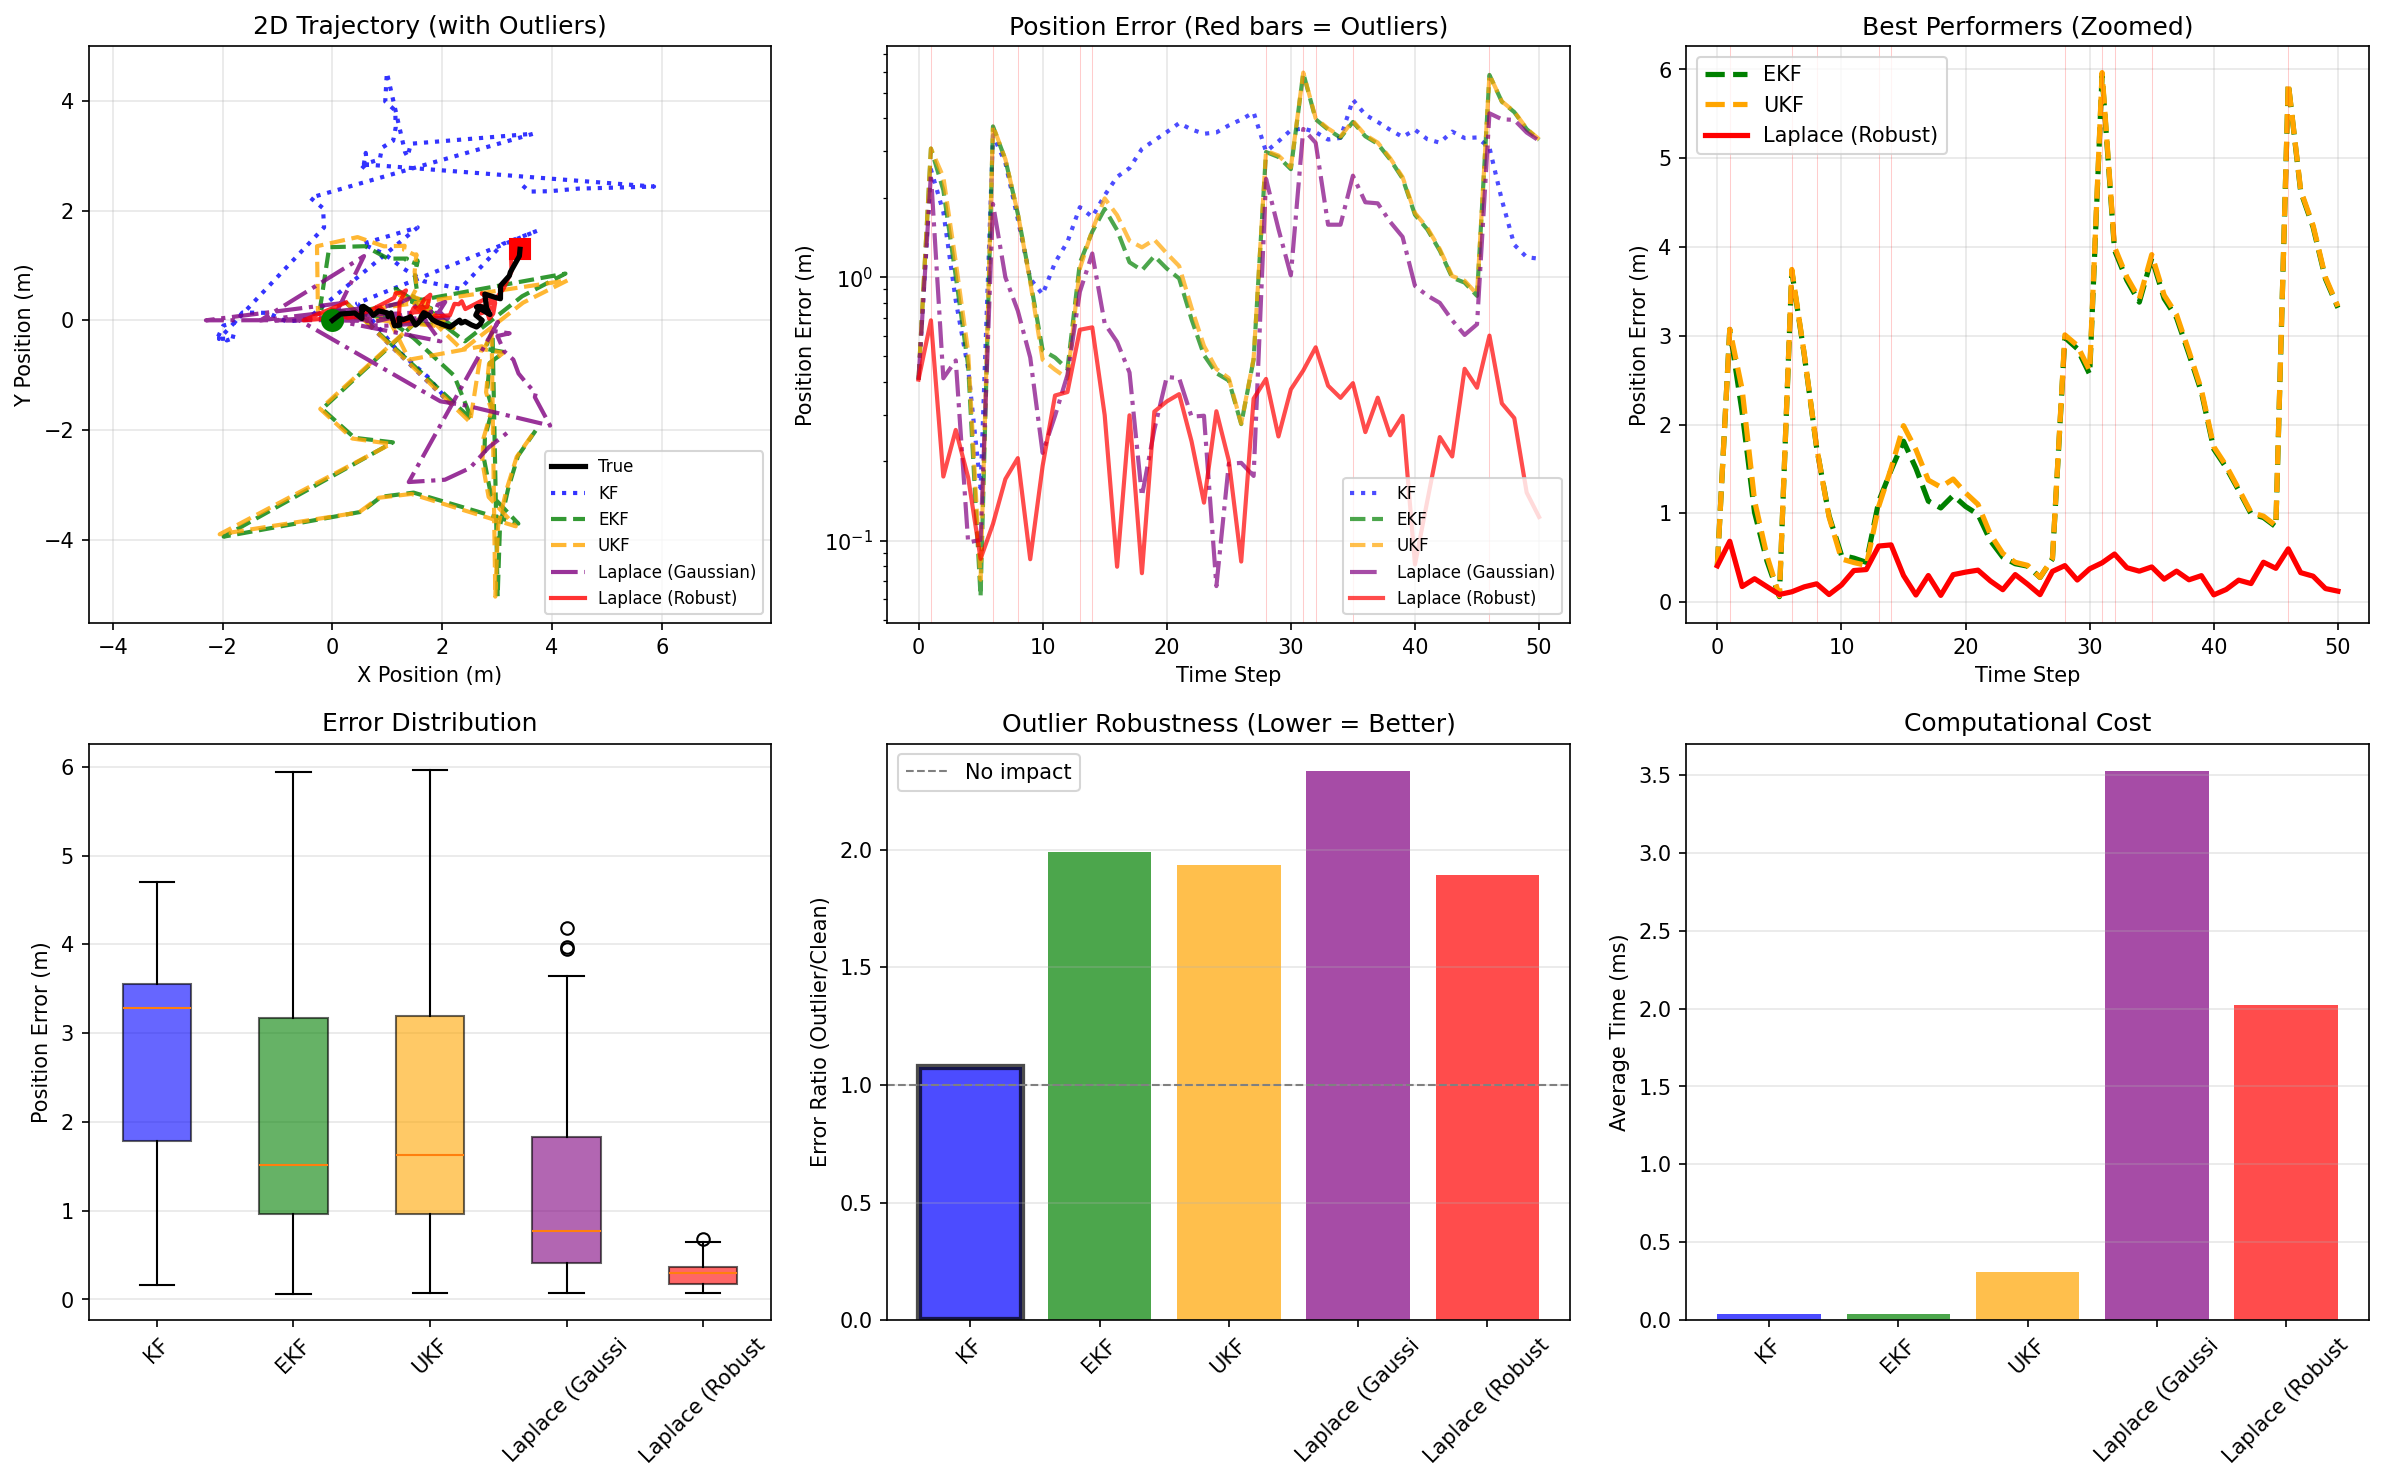 2D Trajectory (with Outliers)
Y Position (m)
4
2
0
−2
−4
−4 −2 0 2 4 6
X Position (m)
True
KF
EKF
UKF
Laplace (Gaussian)
Laplace (Robust)
Position Error (Red bars = Outliers)
Position Error (m)
10^0
10^−1
0 10 20 30 40 50
Time Step
KF
EKF
UKF
Laplace (Gaussian)
Laplace (Robust)
Best Performers (Zoomed)
Position Error (m)
6
5
4
3
2
1
0
0 10 20 30 40 50
Time Step
EKF
UKF
Laplace (Robust)
Error Distribution
Position Error (m)
6
5
4
3
2
1
0
KF
EKF
UKF
Laplace (Gaussi
Laplace (Robust
Outlier Robustness (Lower = Better)
Error Ratio (Outlier/Clean)
No impact
2.0
1.5
1.0
0.5
0.0
KF
EKF
UKF
Laplace (Gaussi
Laplace (Robust
Computational Cost
Average Time (ms)
3.5
3.0
2.5
2.0
1.5
1.0
0.5
0.0
KF
EKF
UKF
Laplace (Gaussi
Laplace (Robust